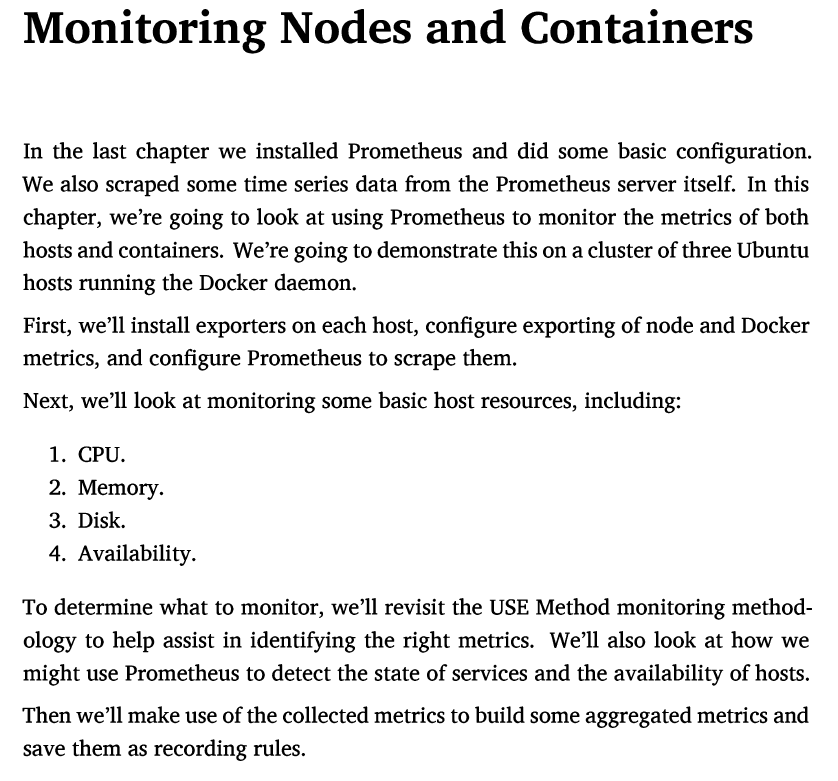 Monitoring Nodes and Containers
In the last chapter we installed Prometheus and did some basic configuration.
We also scraped some time series data from the Prometheus server itself. In this
chapter, we’re going to look at using Prometheus to monitor the metrics of both
hosts and containers. We’re going to demonstrate this on a cluster of three Ubuntu
hosts running the Docker daemon.
First, we’ll install exporters on each host, configure exporting of node and Docker
metrics, and configure Prometheus to scrape them.
Next, we’ll look at monitoring some basic host resources, including:
1. CPU.
2. Memory.
3. Disk.
4. Availability.
To determine what to monitor, we’ll revisit the USE Method monitoring method-
ology to help assist in identifying the right metrics. We’ll also look at how we
might use Prometheus to detect the state of services and the availability of hosts.
Then we’ll make use of the collected metrics to build some aggregated metrics and
save them as recording rules.